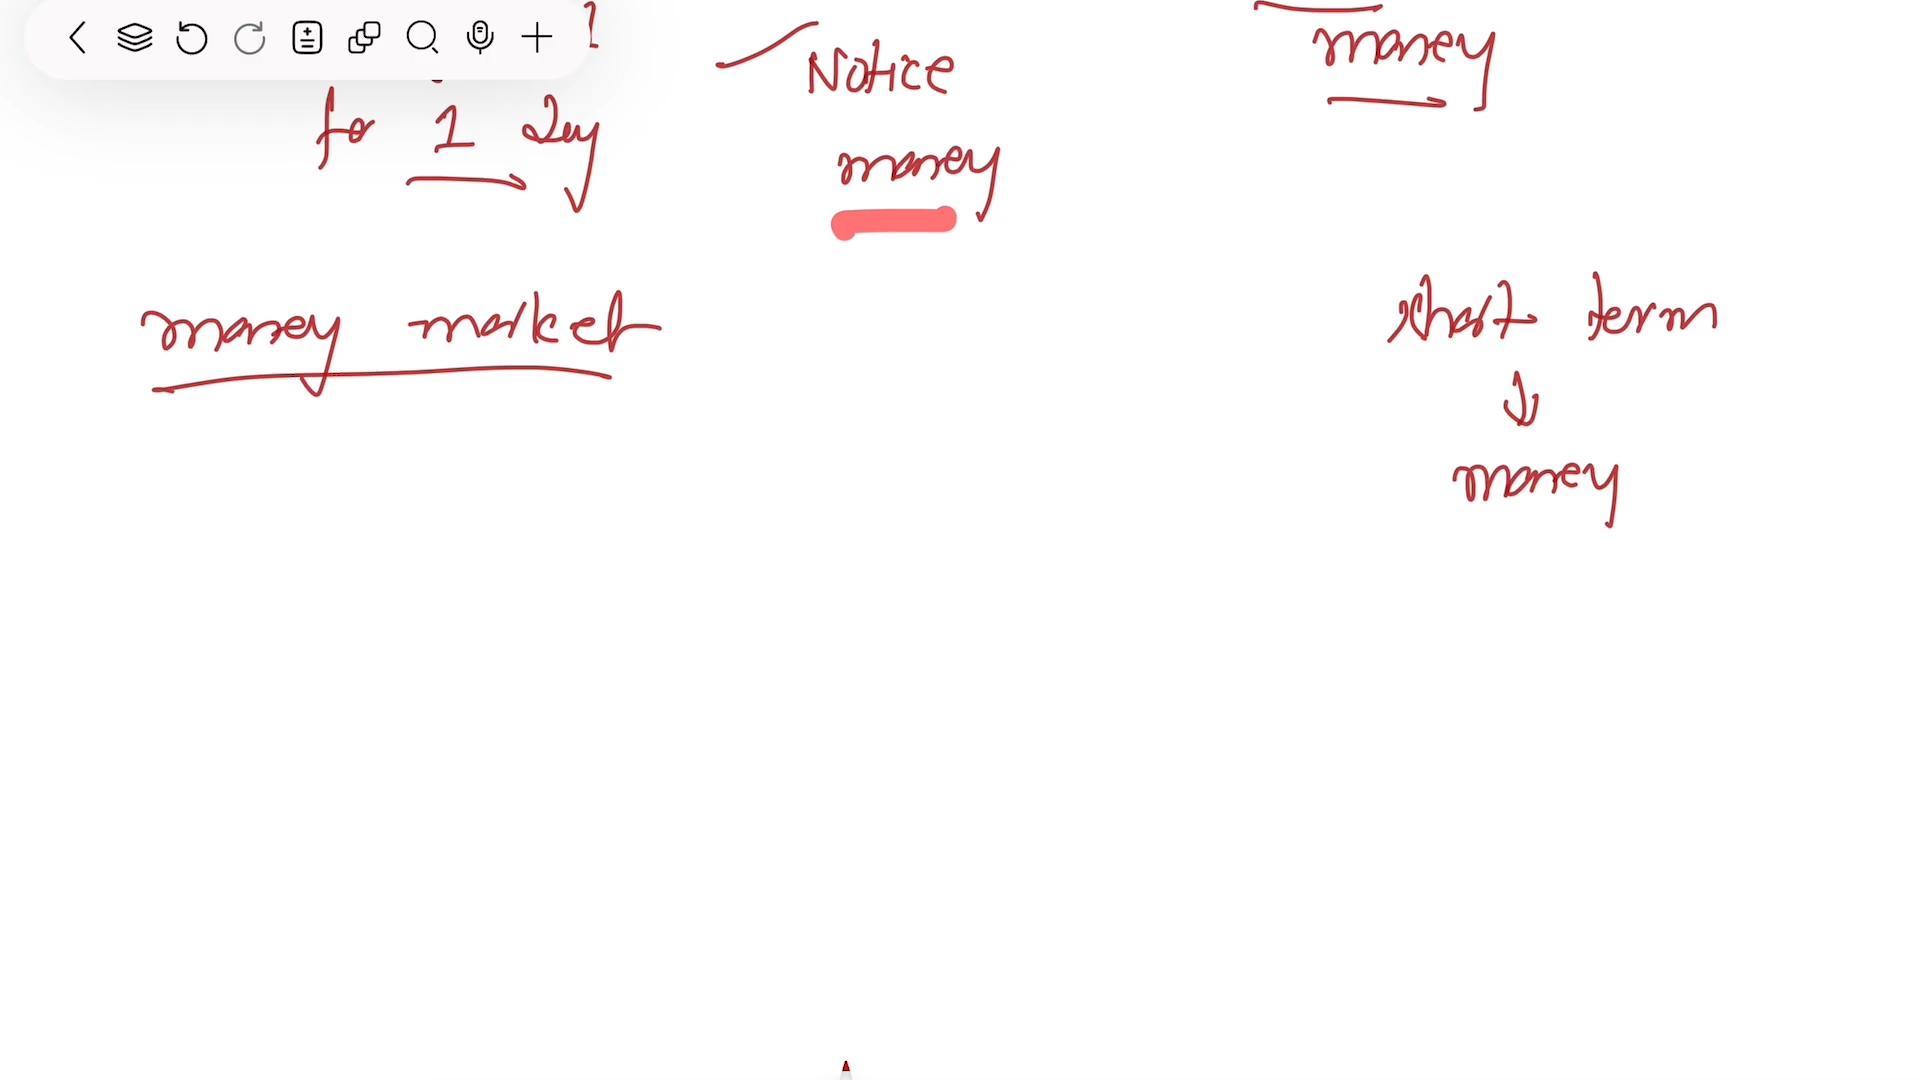 money
Notice
for 1 Day
money
money market
short term
money